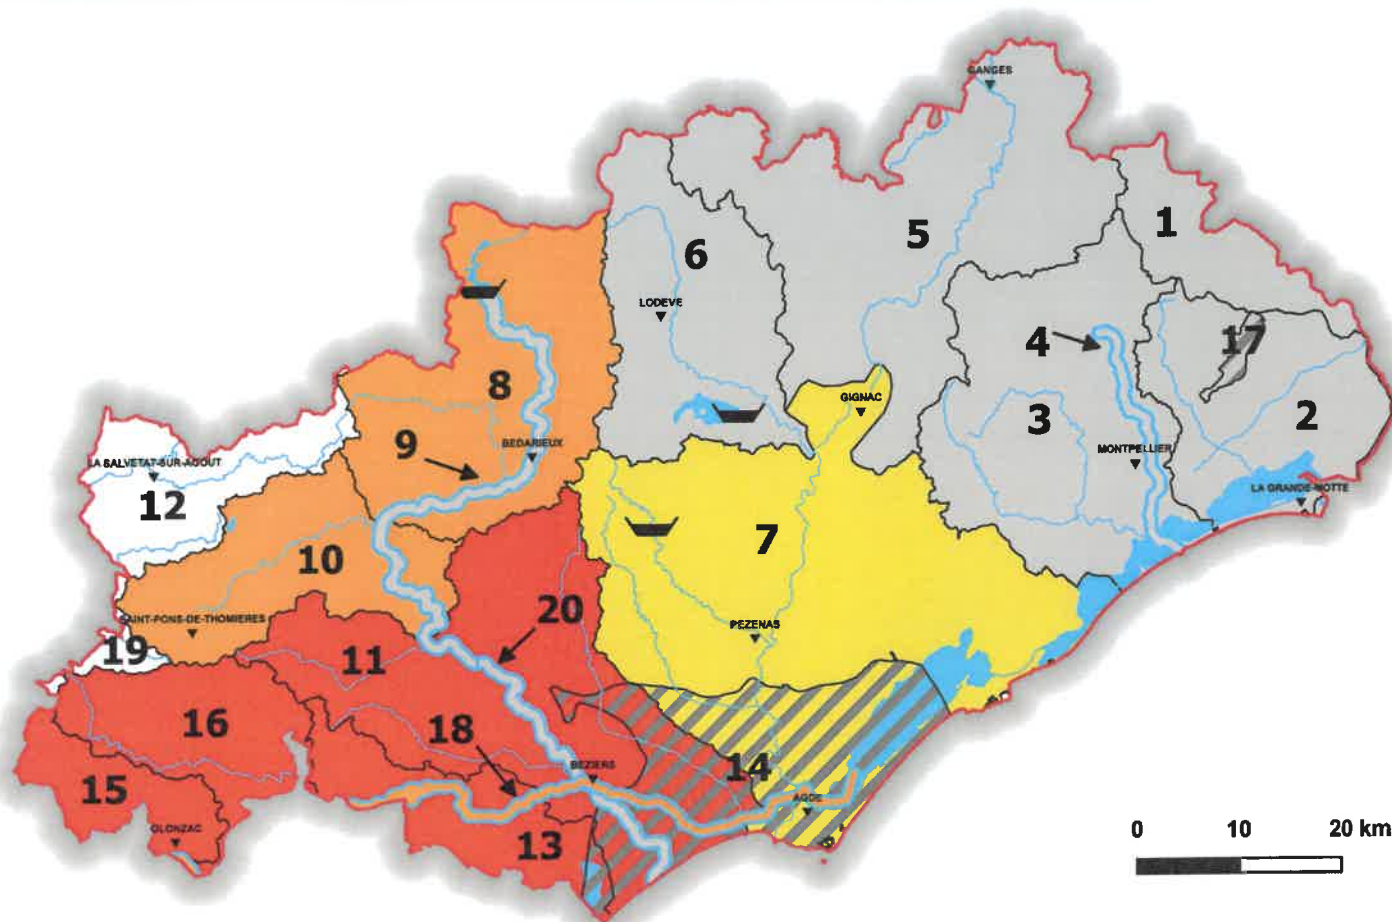 GANGES
1
5
6
LODEVE
4
17
8
GIGNAC
3
2
9
BEDARIEUX
MONTPELLIER
LA SALVETAT-SUR-AGOUT
12
LA GRANDE-MOTTE
7
10
20
SAINT-PONS-DE-THOMIERES
PEZENAS
19
11
16
18
BEZIERS
14
15
AGDE
OLONZAC
13
0 10 20 km